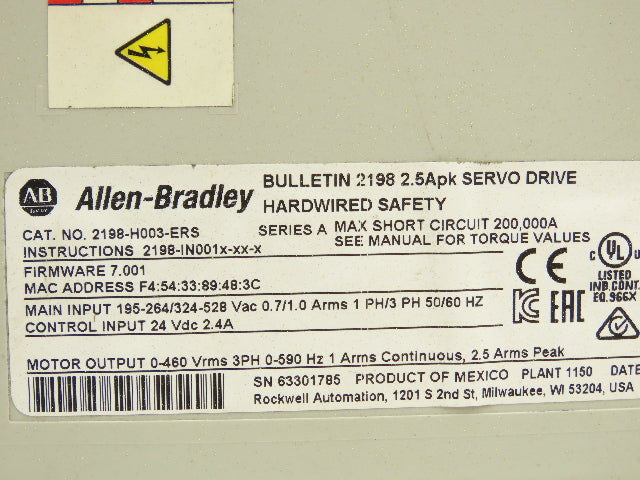 AB
Allen-Bradley
BULLETIN 2198 2.5Apk SERVO DRIVE
HARDWIRED SAFETY
CAT. NO. 2198-H003-ERS
SERIES A
MAX SHORT CIRCUIT 200,000A
INSTRUCTIONS 2198-IN001x-xx-x
SEE MANUAL FOR TORQUE VALUES
FIRMWARE 7.001
MAC ADDRESS F4:54:33:89:48:3C
MAIN INPUT 195-264/324-528 Vac 0.7/1.0 Arms 1 PH/3 PH 50/60 HZ
CONTROL INPUT 24 Vdc 2.4A
MOTOR OUTPUT 0-460 Vrms 3PH 0-590 Hz 1 Arms Continuous, 2.5 Arms Peak
SN 63301785 PRODUCT OF MEXICO PLANT 1150 DATE
Rockwell Automation, 1201 S 2nd St, Milwaukee, WI 53204, USA
CE
c UL u
LISTED
IND.CONT.
EQ.966X
EAC